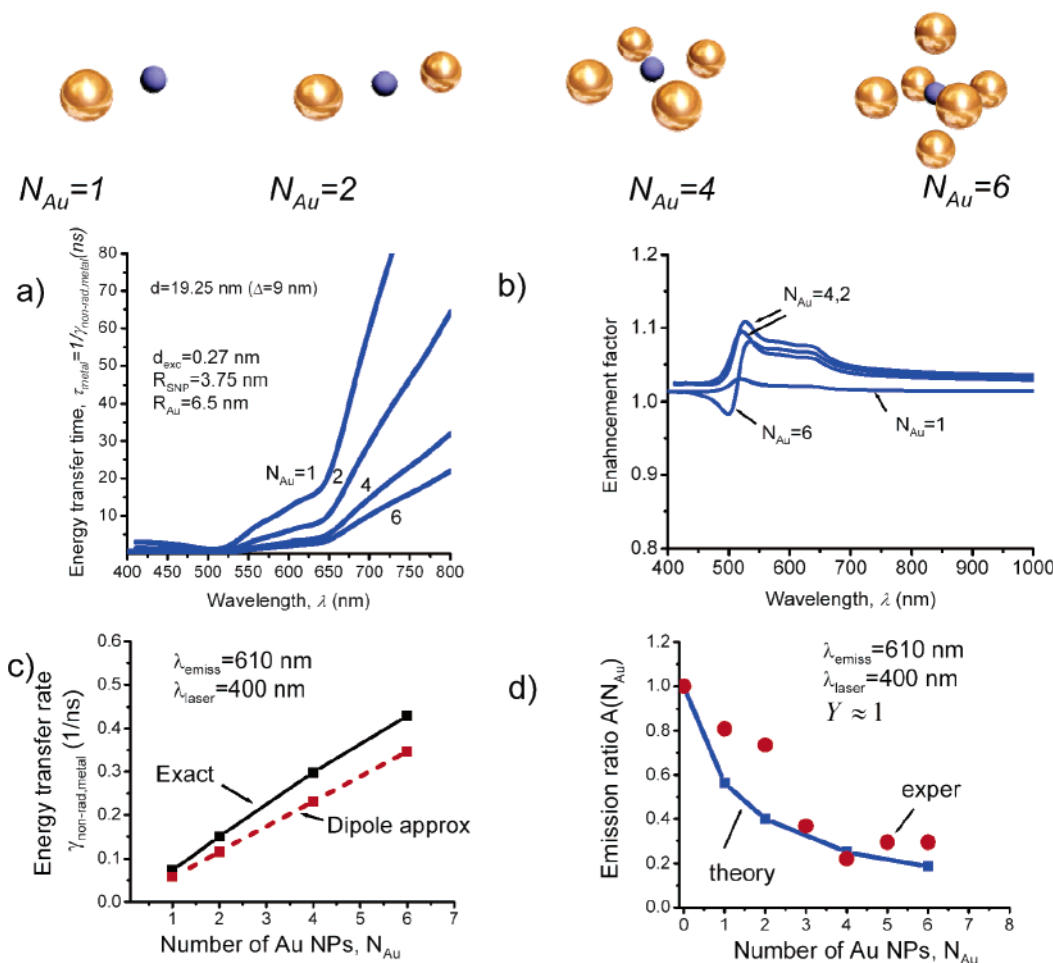 N_Au=1
N_Au=2
N_Au=4
N_Au=6
a)
Energy transfer time, τ_metal=1/γ_non-rad,metal(ns)
80
70
60
50
40
30
20
10
d=19.25 nm (Δ=9 nm)
d_exc=0.27 nm
R_SNP=3.75 nm
R_Au=6.5 nm
N_Au=1
2
4
6
400 450 500 550 600 650 700 750 800
Wavelength, λ (nm)
b)
Enahncement factor
1.2
1.1
1.0
0.9
0.8
N_Au=4,2
N_Au=6
N_Au=1
400 500 600 700 800 900 1000
Wavelength, λ (nm)
c)
Energy transfer rate
γ_non-rad,metal (1/ns)
0.6
0.5
0.4
0.3
0.2
0.1
0.0
λ_emiss=610 nm
λ_laser=400 nm
Exact
Dipole approx
0 1 2 3 4 5 6 7
Number of Au NPs, N_Au
d)
Emission ratio A(N_Au)
1.2
1.0
0.8
0.6
0.4
0.2
0.0
λ_emiss=610 nm
λ_laser=400 nm
Y ≈ 1
exper
theory
0 1 2 3 4 5 6 7 8
Number of Au NPs, N_Au